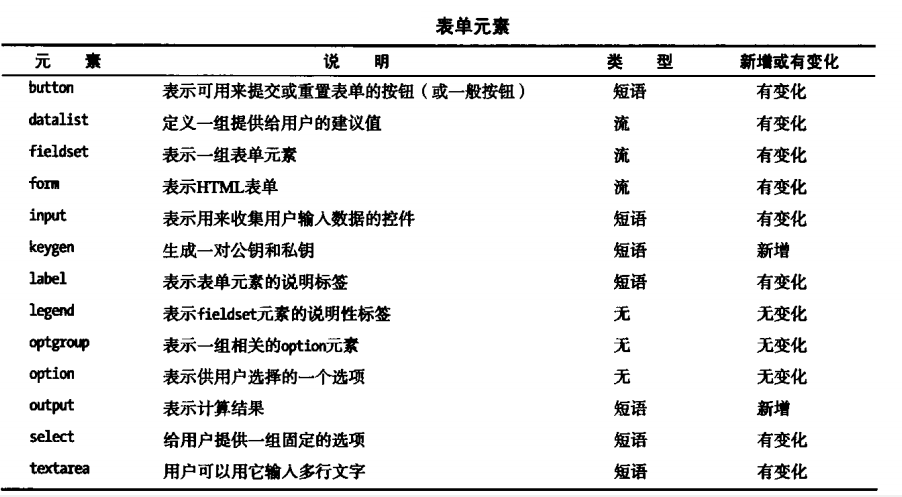 表单元素
元 素 说 明 类 型 新增或有变化
button 表示可用来提交或重置表单的按钮（或一般按钮） 短语 有变化
datalist 定义一组提供给用户的建议值 流 有变化
fieldset 表示一组表单元素 流 有变化
form 表示HTML表单 流 有变化
input 表示用来收集用户输入数据的控件 短语 有变化
keygen 生成一对公钥和私钥 短语 新增
label 表示表单元素的说明标签 短语 有变化
legend 表示fieldset元素的说明性标签 无 无变化
optgroup 表示一组相关的option元素 无 无变化
option 表示供用户选择的一个选项 无 无变化
output 表示计算结果 短语 新增
select 给用户提供一组固定的选项 短语 有变化
textarea 用户可以用它输入多行文字 短语 有变化